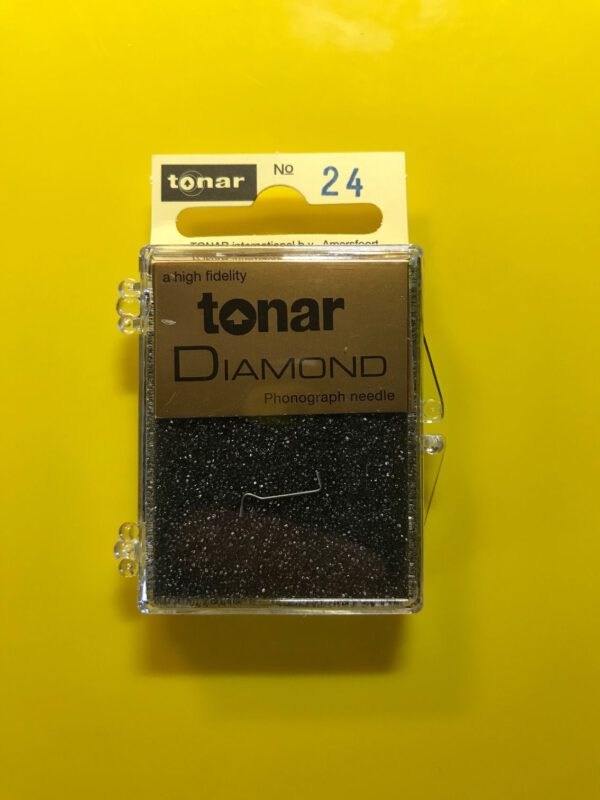 tonar
No 24
TONAR international b.v. Amersfoort
a high fidelity
tonar
DIAMOND
Phonograph needle